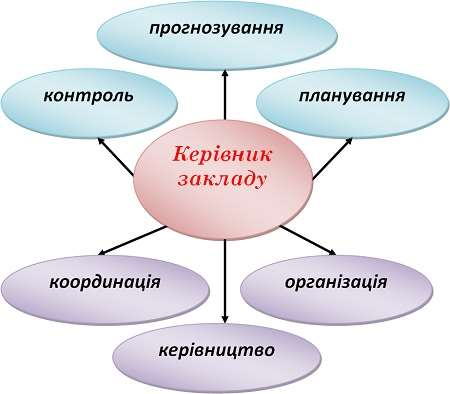 прогнозування
контроль
планування
Керівник
закладу
координація
організація
керівництво